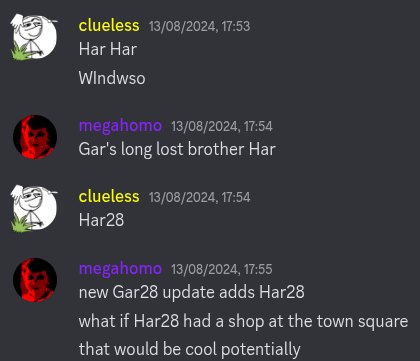 clueless 13/08/2024, 17:53
Har Har
WIndwso
megahomo 13/08/2024, 17:54
Gar's long lost brother Har
clueless 13/08/2024, 17:54
Har28
megahomo 13/08/2024, 17:55
new Gar28 update adds Har28
what if Har28 had a shop at the town square
that would be cool potentially